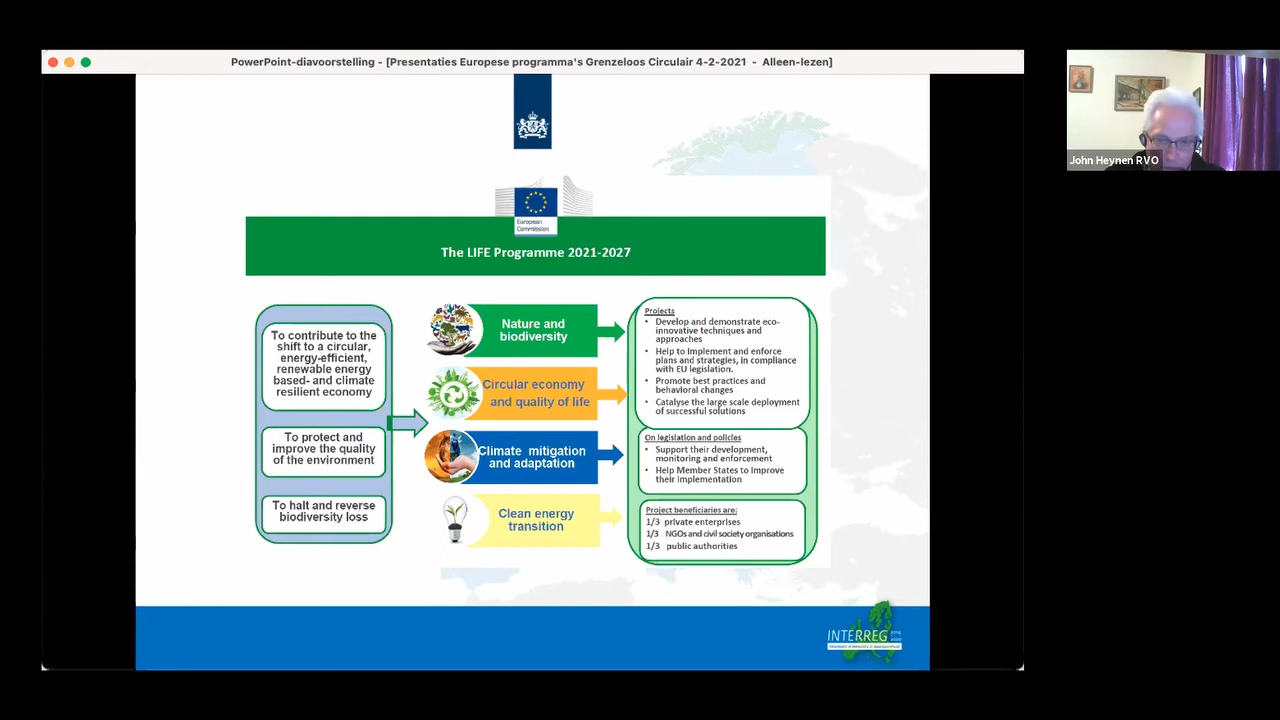 PowerPoint-diavoorstelling - [Presentaties Europese programma's Grenzeloos Circulair 4-2-2021 - Alleen-lezen]
John Heynen RVO
European
Commission
The LIFE Programme 2021-2027
To contribute to the
shift to a circular,
energy-efficient,
renewable energy
based- and climate
resilient economy
To protect and
improve the quality
of the environment
To halt and reverse
biodiversity loss
Nature and
biodiversity
Circular economy
and quality of life
Climate mitigation
and adaptation
Clean energy
transition
Projects
• Develop and demonstrate eco-
innovative techniques and
approaches
• Help to implement and enforce
plans and strategies, in compliance
with EU legislation.
• Promote best practices and
behavioral changes
• Catalyse the large scale deployment
of successful solutions
On legislation and policies
• Support their development,
monitoring and enforcement
• Help Member States to improve
their implementation
Project beneficiaries are:
1/3 private enterprises
1/3 NGOs and civil society organisations
1/3 public authorities
INTERREG